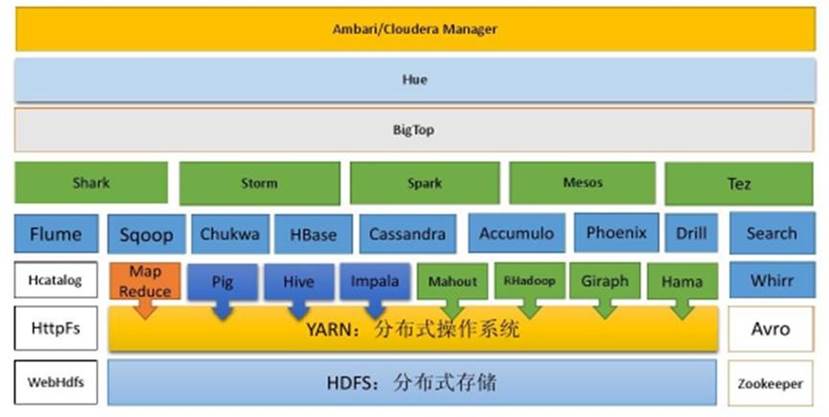 Ambari/Cloudera Manager
Hue
BigTop
Shark Storm Spark Mesos Tez
Flume Sqoop Chukwa HBase Cassandra Accumulo Phoenix Drill Search
Hcatalog Map Reduce Pig Hive Impala Mahout RHadoop Giraph Hama Whirr
HttpFs YARN：分布式操作系统 Avro
WebHdfs HDFS：分布式存储 Zookeeper